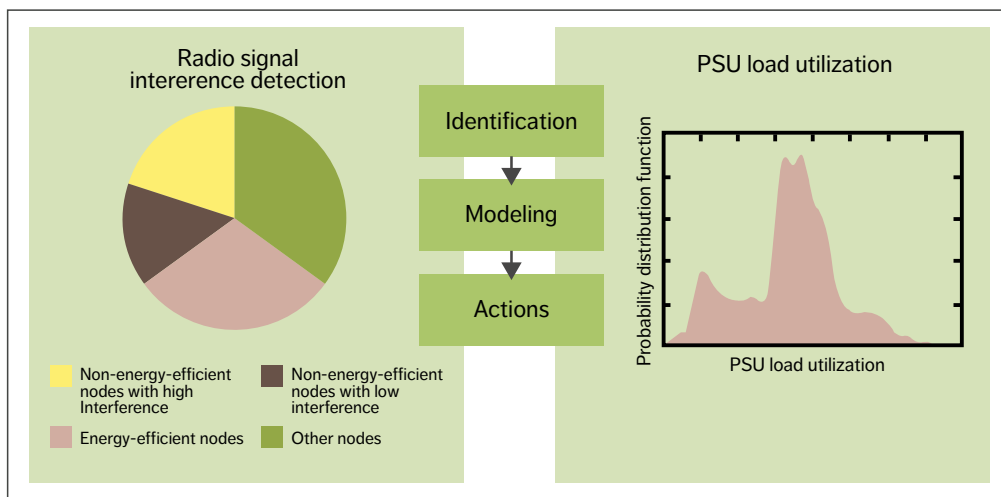 Radio signal
intererence detection
Non-energy-efficient
nodes with high
Interference
Non-energy-efficient
nodes with low
interference
Energy-efficient nodes
Other nodes
Identification
Modeling
Actions
PSU load utilization
Probability distribution function
PSU load utilization